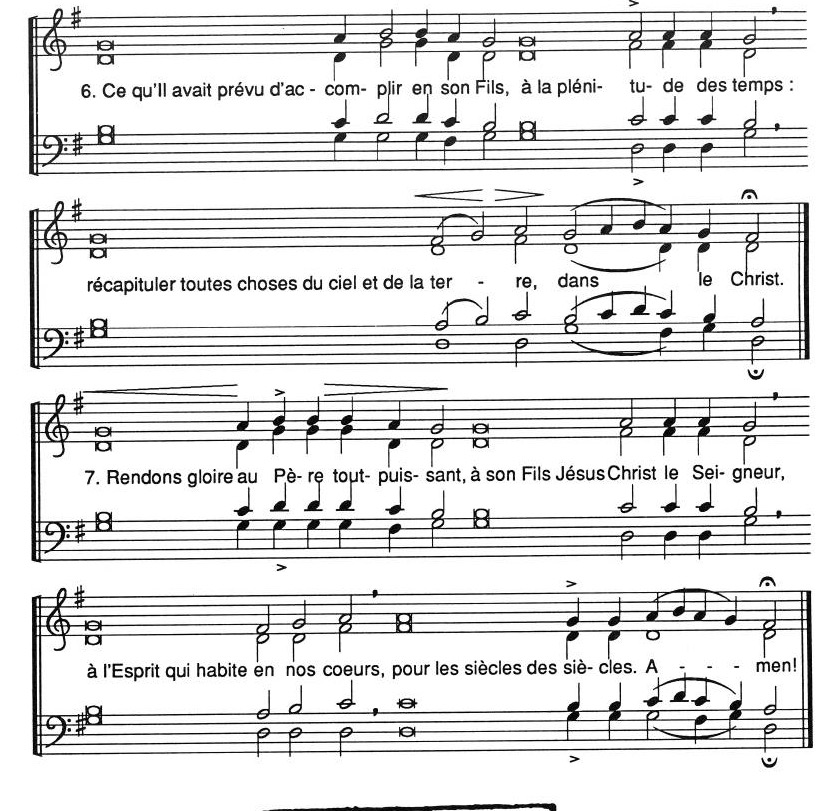 6. Ce qu'Il avait prévu d'ac - com- plir en son Fils, à la pléni- tu- de des temps :
récapituler toutes choses du ciel et de la ter - re, dans le Christ.
7. Rendons gloire au Pè- re tout- puis- sant, à son Fils Jésus Christ le Sei- gneur,
à l'Esprit qui habite en nos coeurs, pour les siècles des siè- cles. A - - - men!